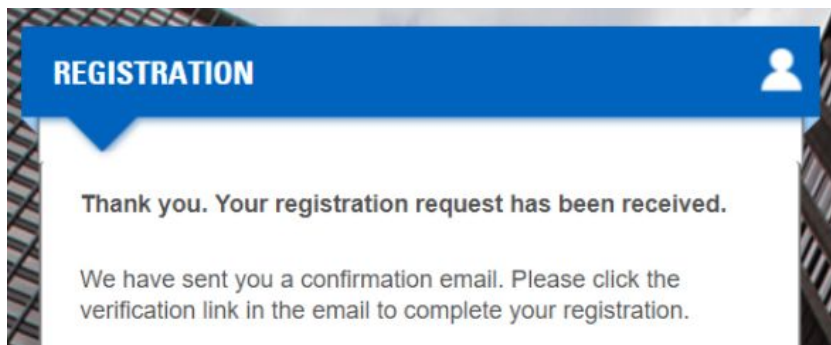 REGISTRATION
Thank you. Your registration request has been received.
We have sent you a confirmation email. Please click the
verification link in the email to complete your registration.